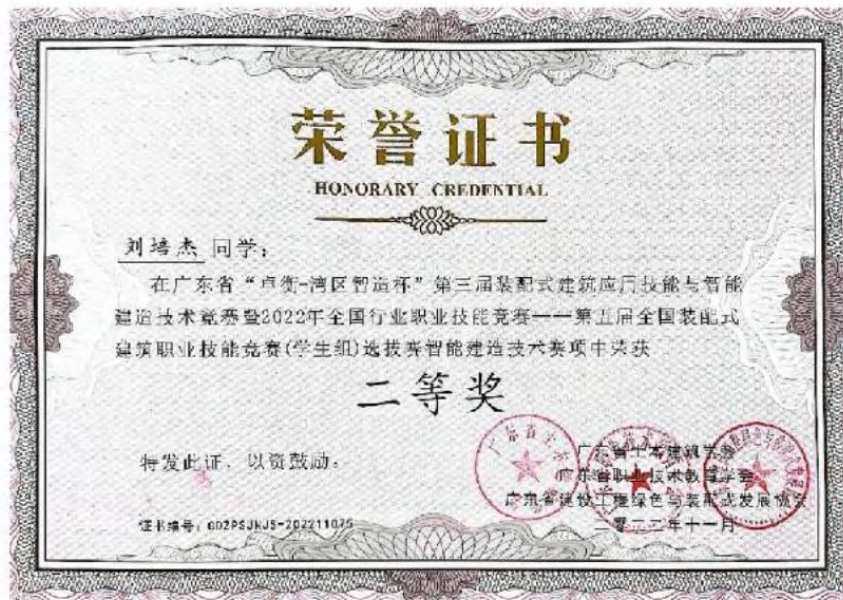 荣誉证书
HONORARY CREDENTIAL
刘培杰 同学：
在广东省“卓衡-湾区智造杯”第三届装配式建筑应用技能与智能
建造技术竞赛暨2022年全国行业职业技能竞赛——第五届全国装配式
建筑职业技能竞赛(学生组)选拔赛智能建造技术赛项中荣获
二等奖
特发此证，以资鼓励。
广东省土木建筑学会
广东省职业技术教育学会
广东省建设工程绿色与装配式发展协会
二零二二年十一月
证书编号：GDZPSJNJS-202211075